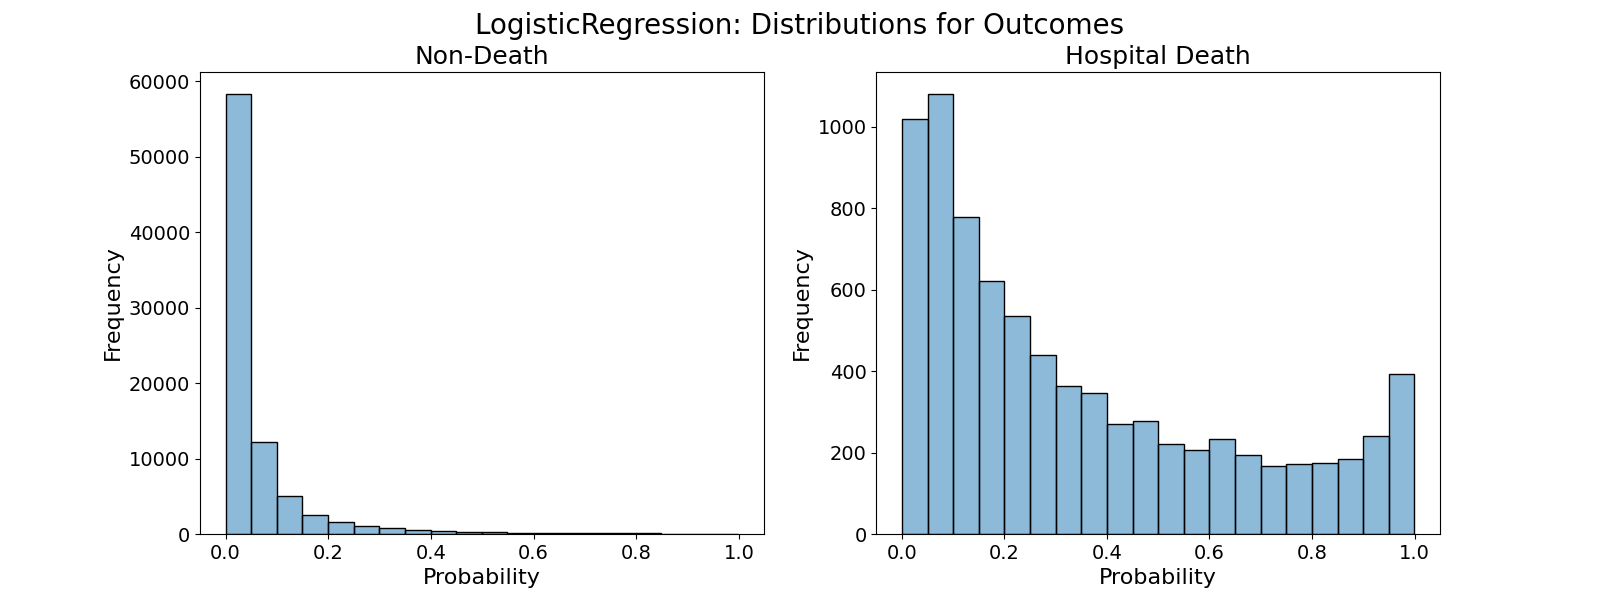 LogisticRegression: Distributions for Outcomes
Non-Death
Frequency
60000
50000
40000
30000
20000
10000
0
0.0 0.2 0.4 0.6 0.8 1.0
Probability
Hospital Death
Frequency
1000
800
600
400
200
0
0.0 0.2 0.4 0.6 0.8 1.0
Probability